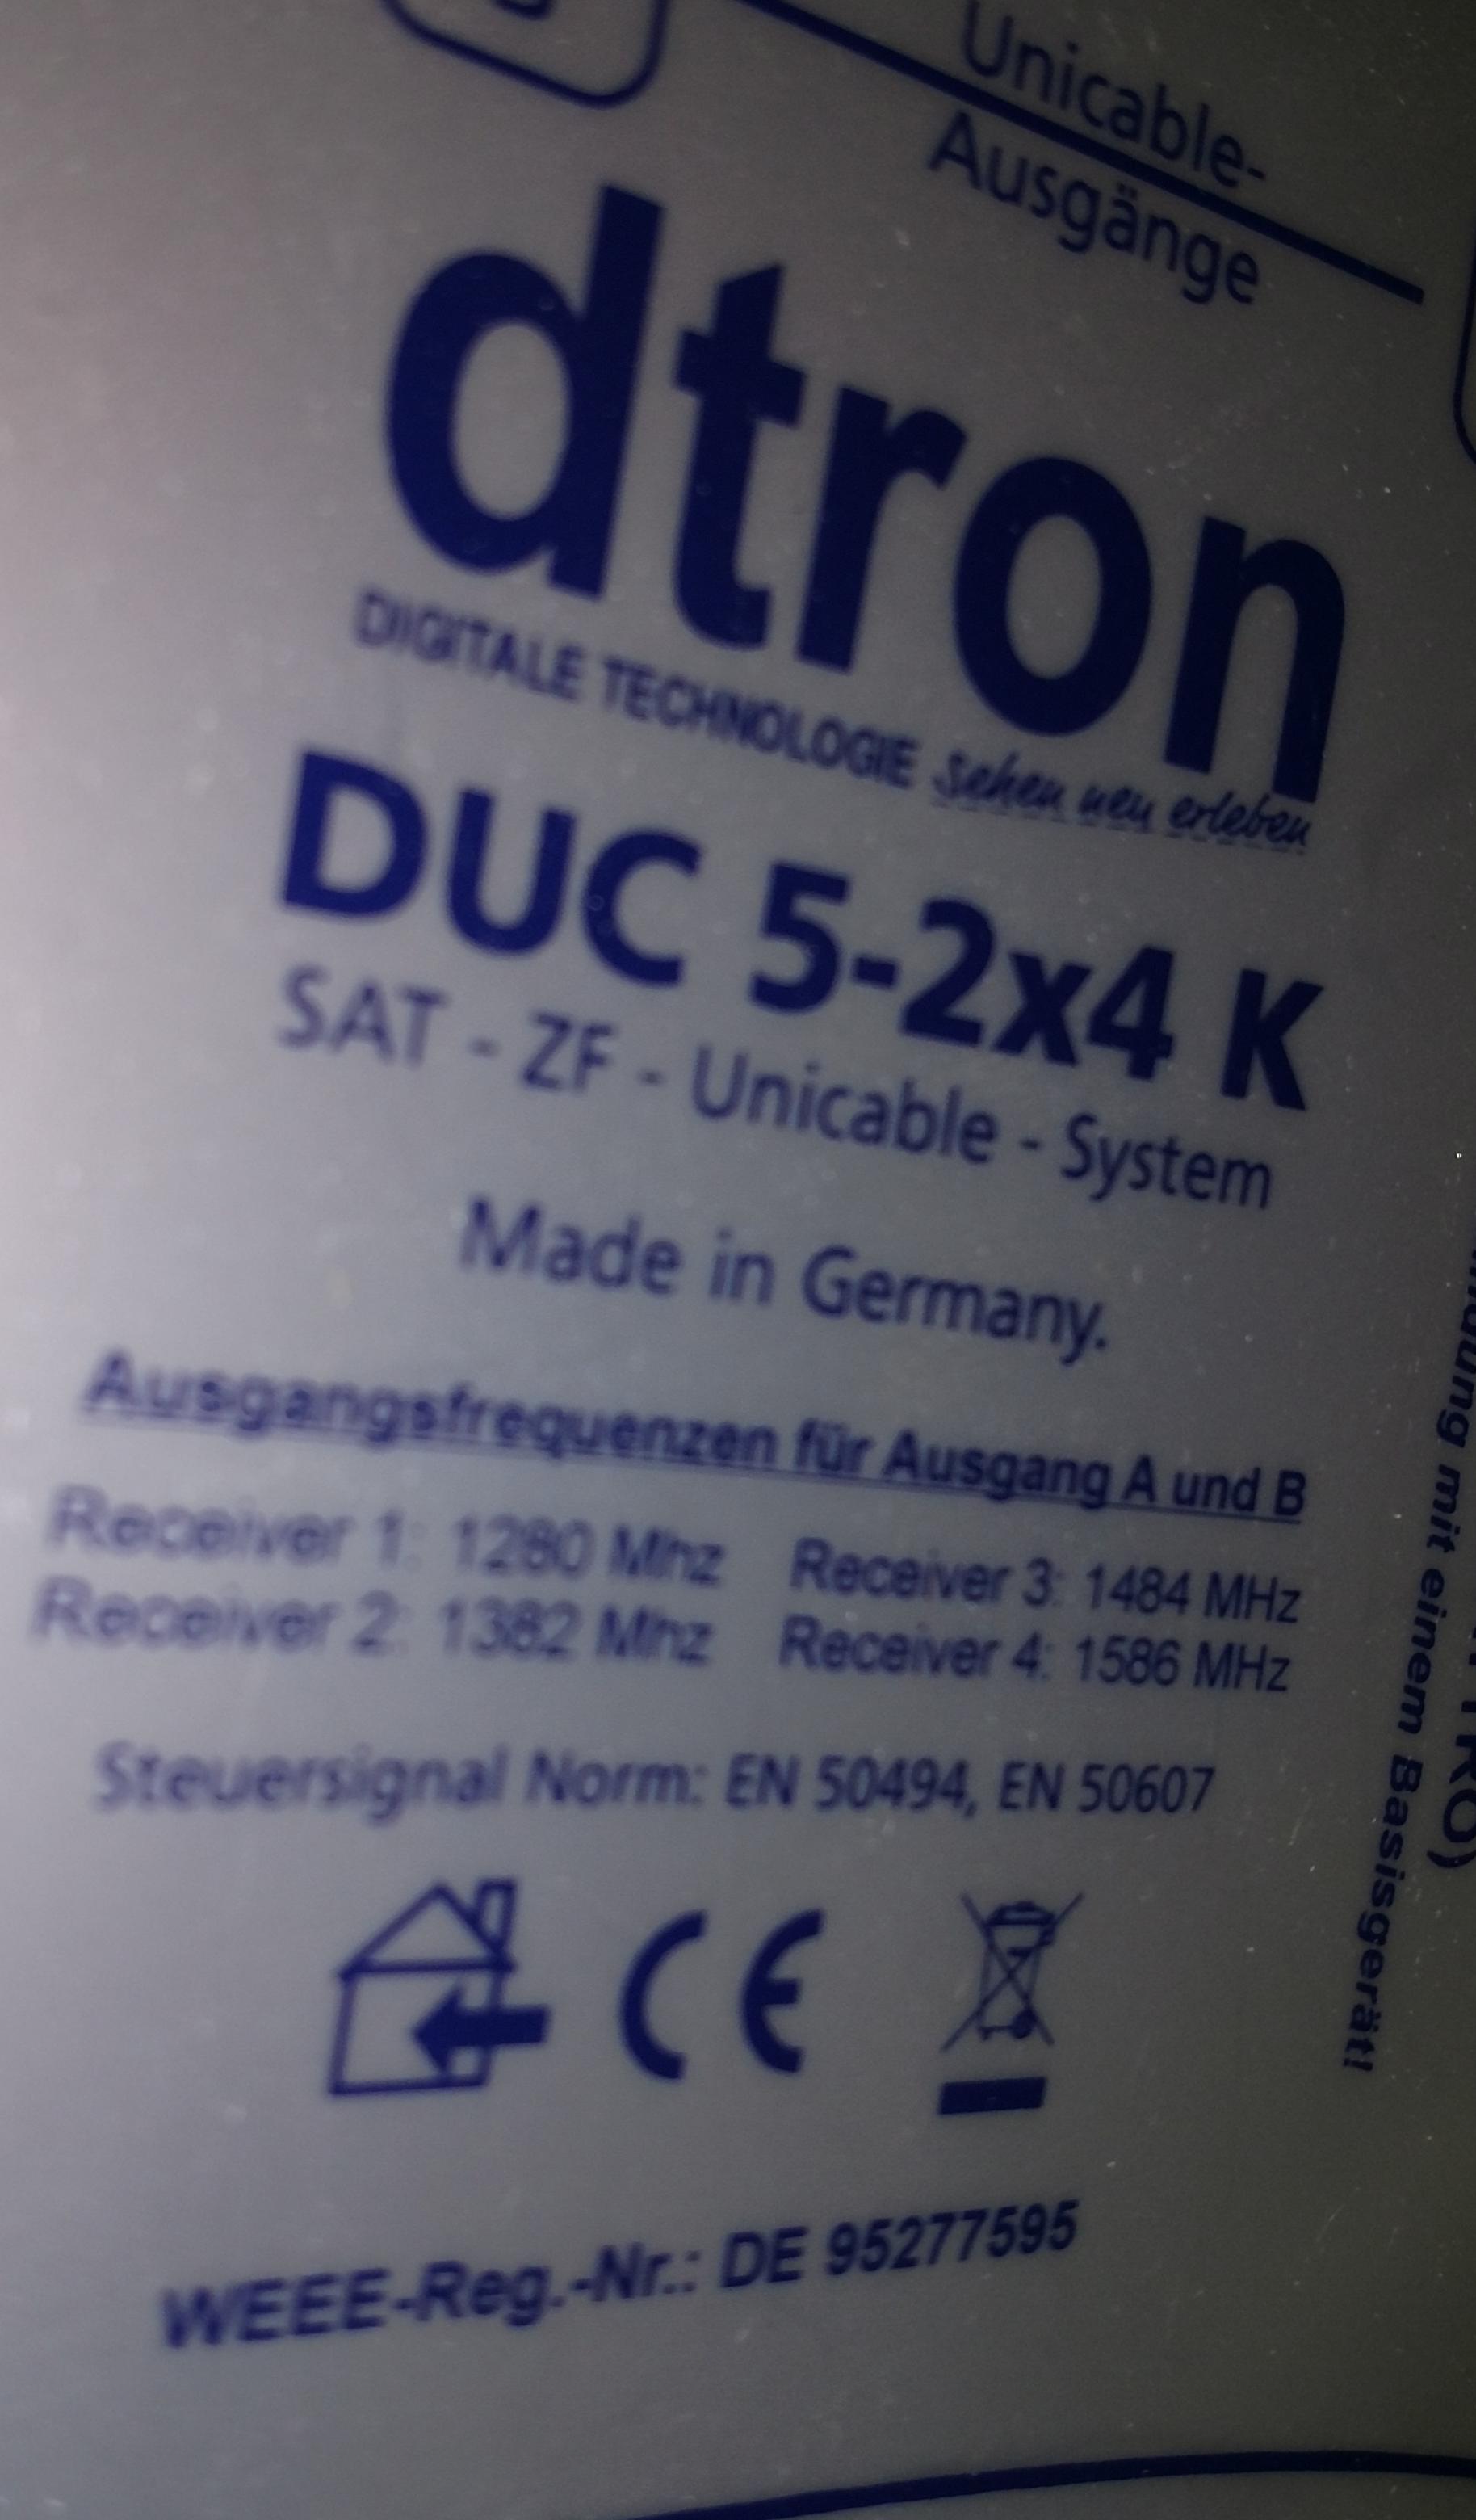 Unicable-
Ausgänge
dtron
DIGITALE TECHNOLOGIE sehen neu erleben
DUC 5-2x4 K
SAT - ZF - Unicable - System
Made in Germany.
Ausgangsfrequenzen für Ausgang A und B
Receiver 1: 1280 Mhz Receiver 3: 1484 MHz
Receiver 2: 1382 Mhz Receiver 4: 1586 MHz
Steuersignal Norm: EN 50494, EN 50607
CE
WEEE-Reg.-Nr.: DE 95277595
mit einem Basisgerät!